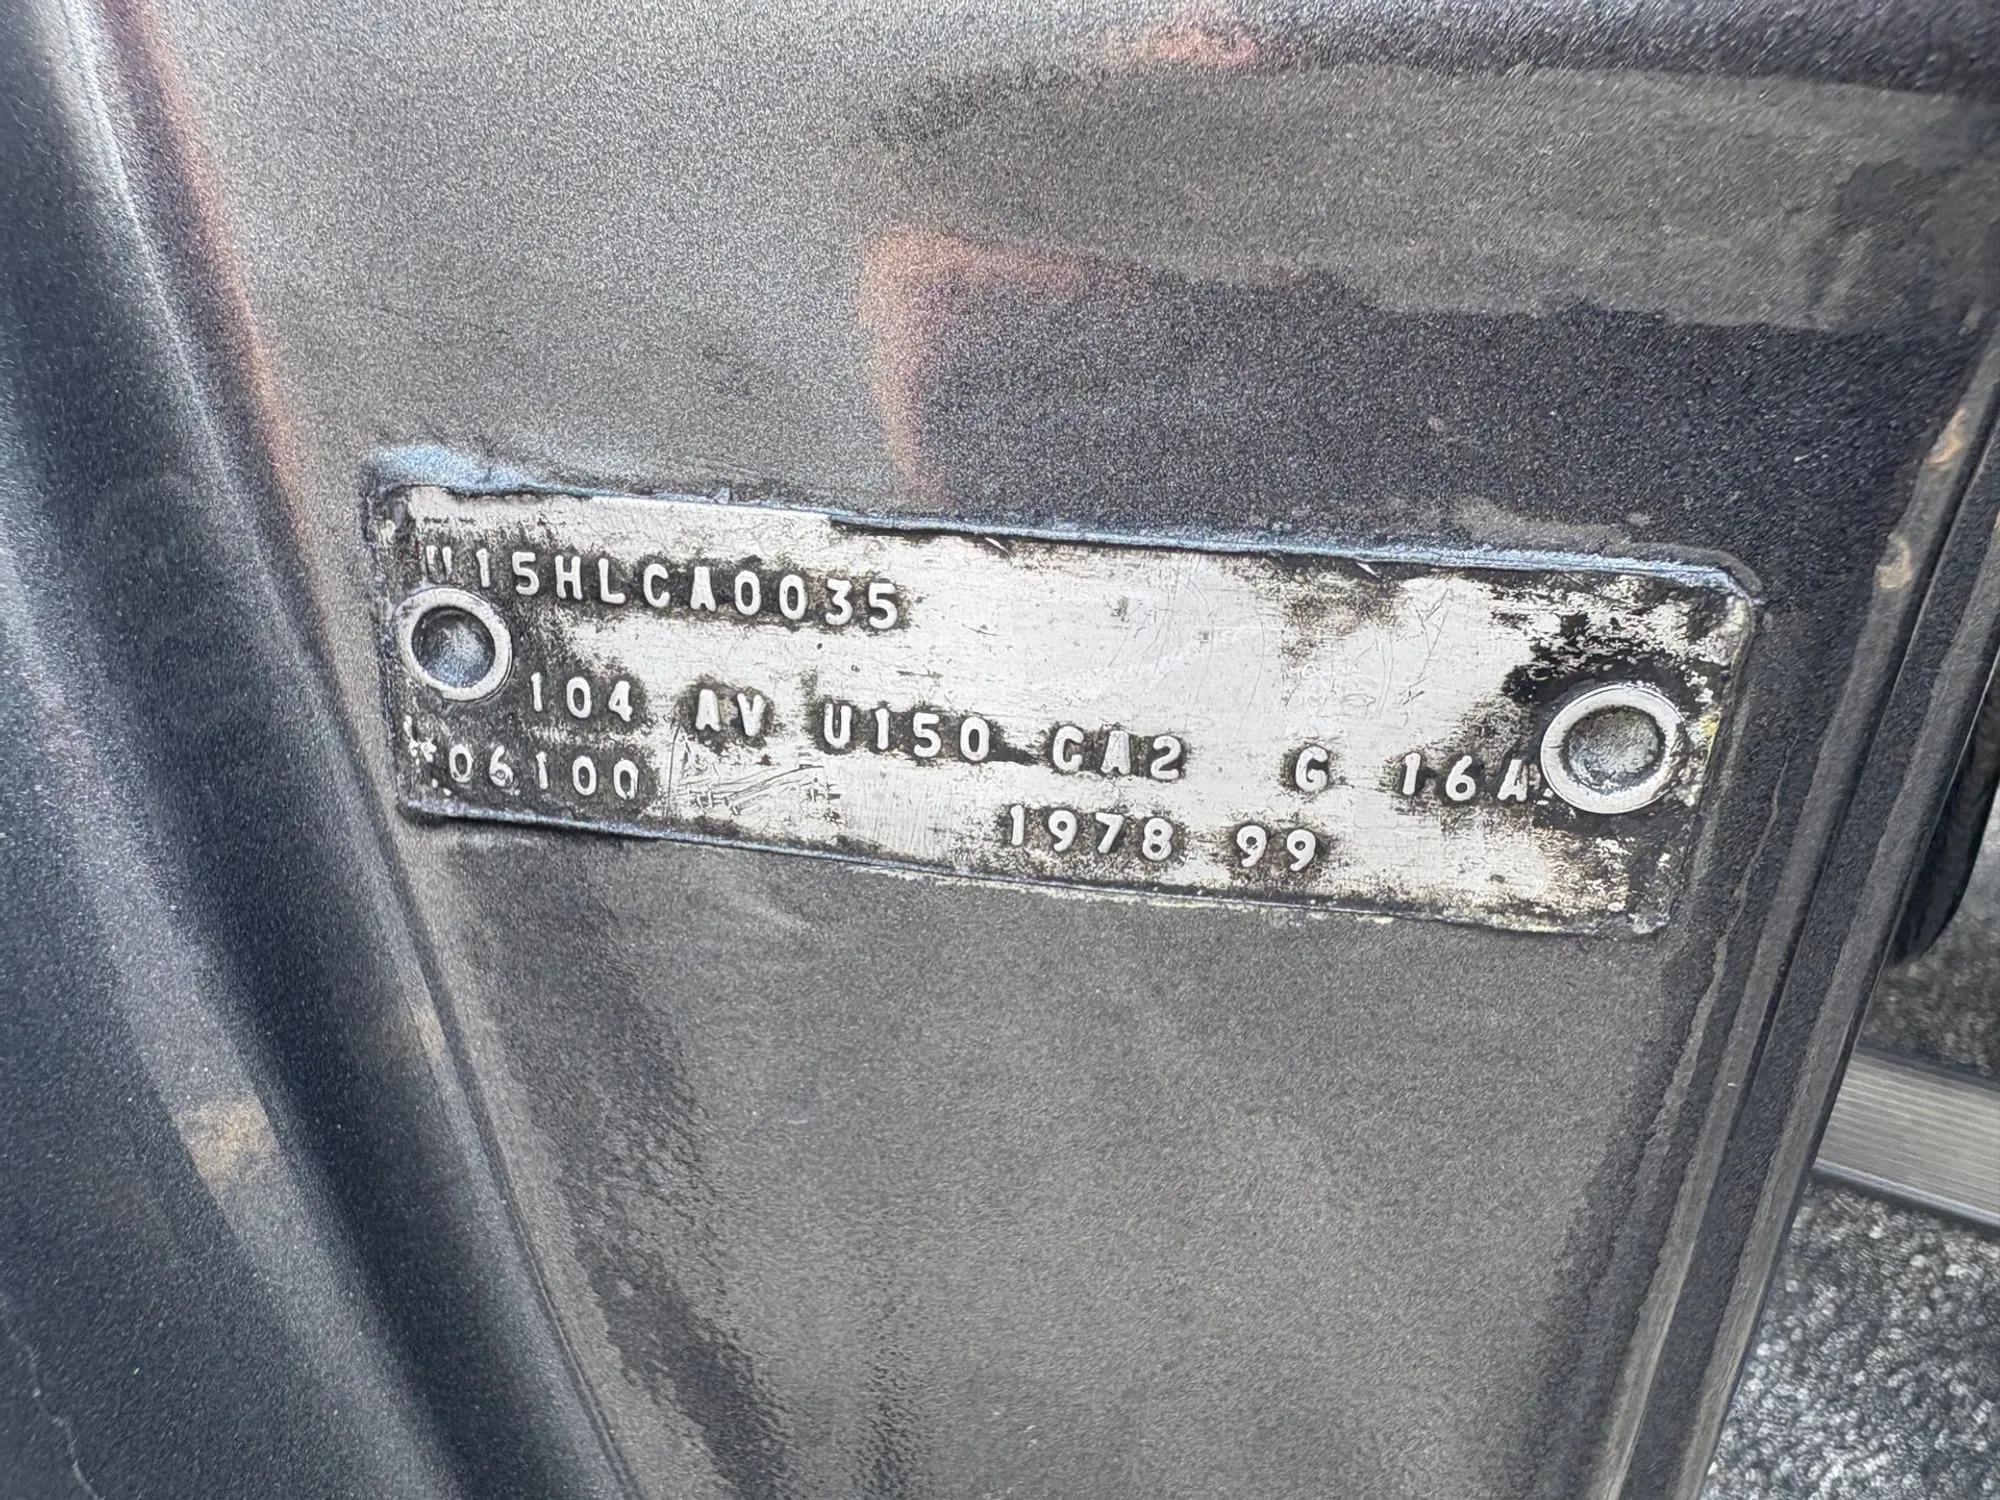 U15HLCA0035
104 AV U150 CA2 G 16A
*06100
1978 99